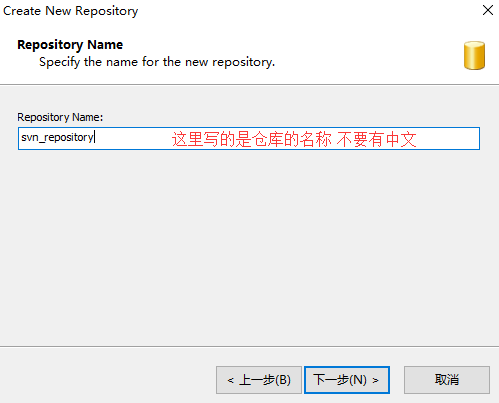 Create New Repository
Repository Name
Specify the name for the new repository.
Repository Name:
svn_repository 这里写的是仓库的名称 不要有中文
< 上一步(B) 下一步(N) > 取消